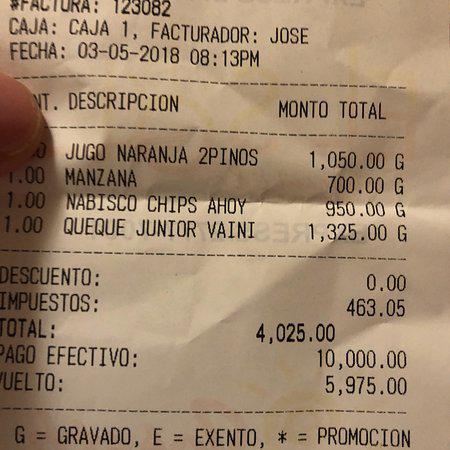 #FACTURA: 123082
CAJA: CAJA 1, FACTURADOR: JOSE
FECHA: 03-05-2018 08:13PM
NT. DESCRIPCION MONTO TOTAL
00 JUGO NARANJA 2PINOS 1,050.00 G
1.00 MANZANA 700.00 G
1.00 NABISCO CHIPS AHOY 950.00 G
1.00 QUEQUE JUNIOR VAINI 1,325.00 G
DESCUENTO: 0.00
IMPUESTOS: 463.05
TOTAL: 4,025.00
PAGO EFECTIVO: 10,000.00
VUELTO: 5,975.00
G = GRAVADO, E = EXENTO, * = PROMOCION